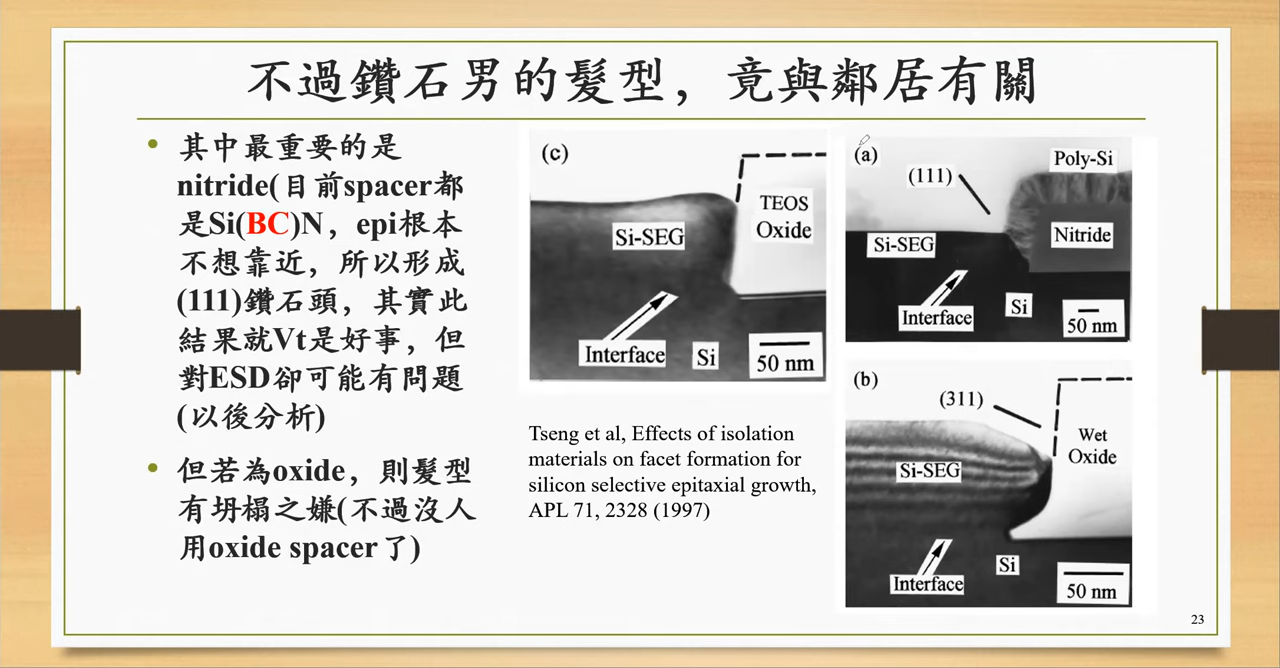 不過鑽石男的髮型，竟與鄰居有關
• 其中最重要的是
nitride(目前spacer都
是Si(BC)N，epi根本
不想靠近，所以形成
(111)鑽石頭，其實此
結果就Vt是好事，但
對ESD卻可能有問題
(以後分析)
• 但若為oxide，則髮型
有坍榻之嫌(不過沒人
用oxide spacer了)
(c)
TEOS
Oxide
Si-SEG
Interface
Si
50 nm
Tseng et al, Effects of isolation
materials on facet formation for
silicon selective epitaxial growth,
APL 71, 2328 (1997)
(a)
(111)
Poly-Si
Si-SEG
Nitride
Interface
Si
50 nm
(b)
(311)
Wet
Oxide
Si-SEG
Interface
Si
50 nm
23